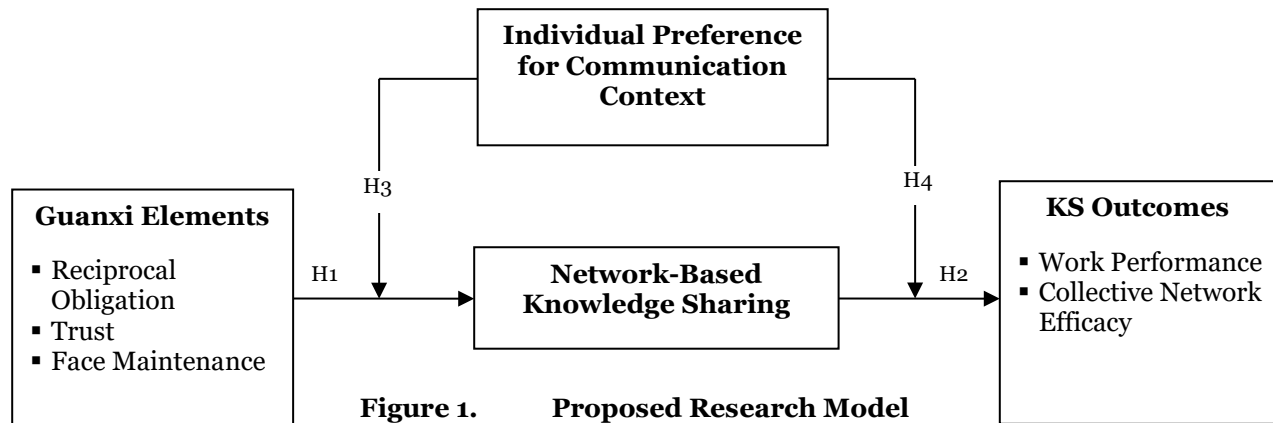 Individual Preference
for Communication
Context
H3
H4
Guanxi Elements
▪ Reciprocal
Obligation
▪ Trust
▪ Face Maintenance
H1
Network-Based
Knowledge Sharing
H2
KS Outcomes
▪ Work Performance
▪ Collective Network
Efficacy
Figure 1. Proposed Research Model